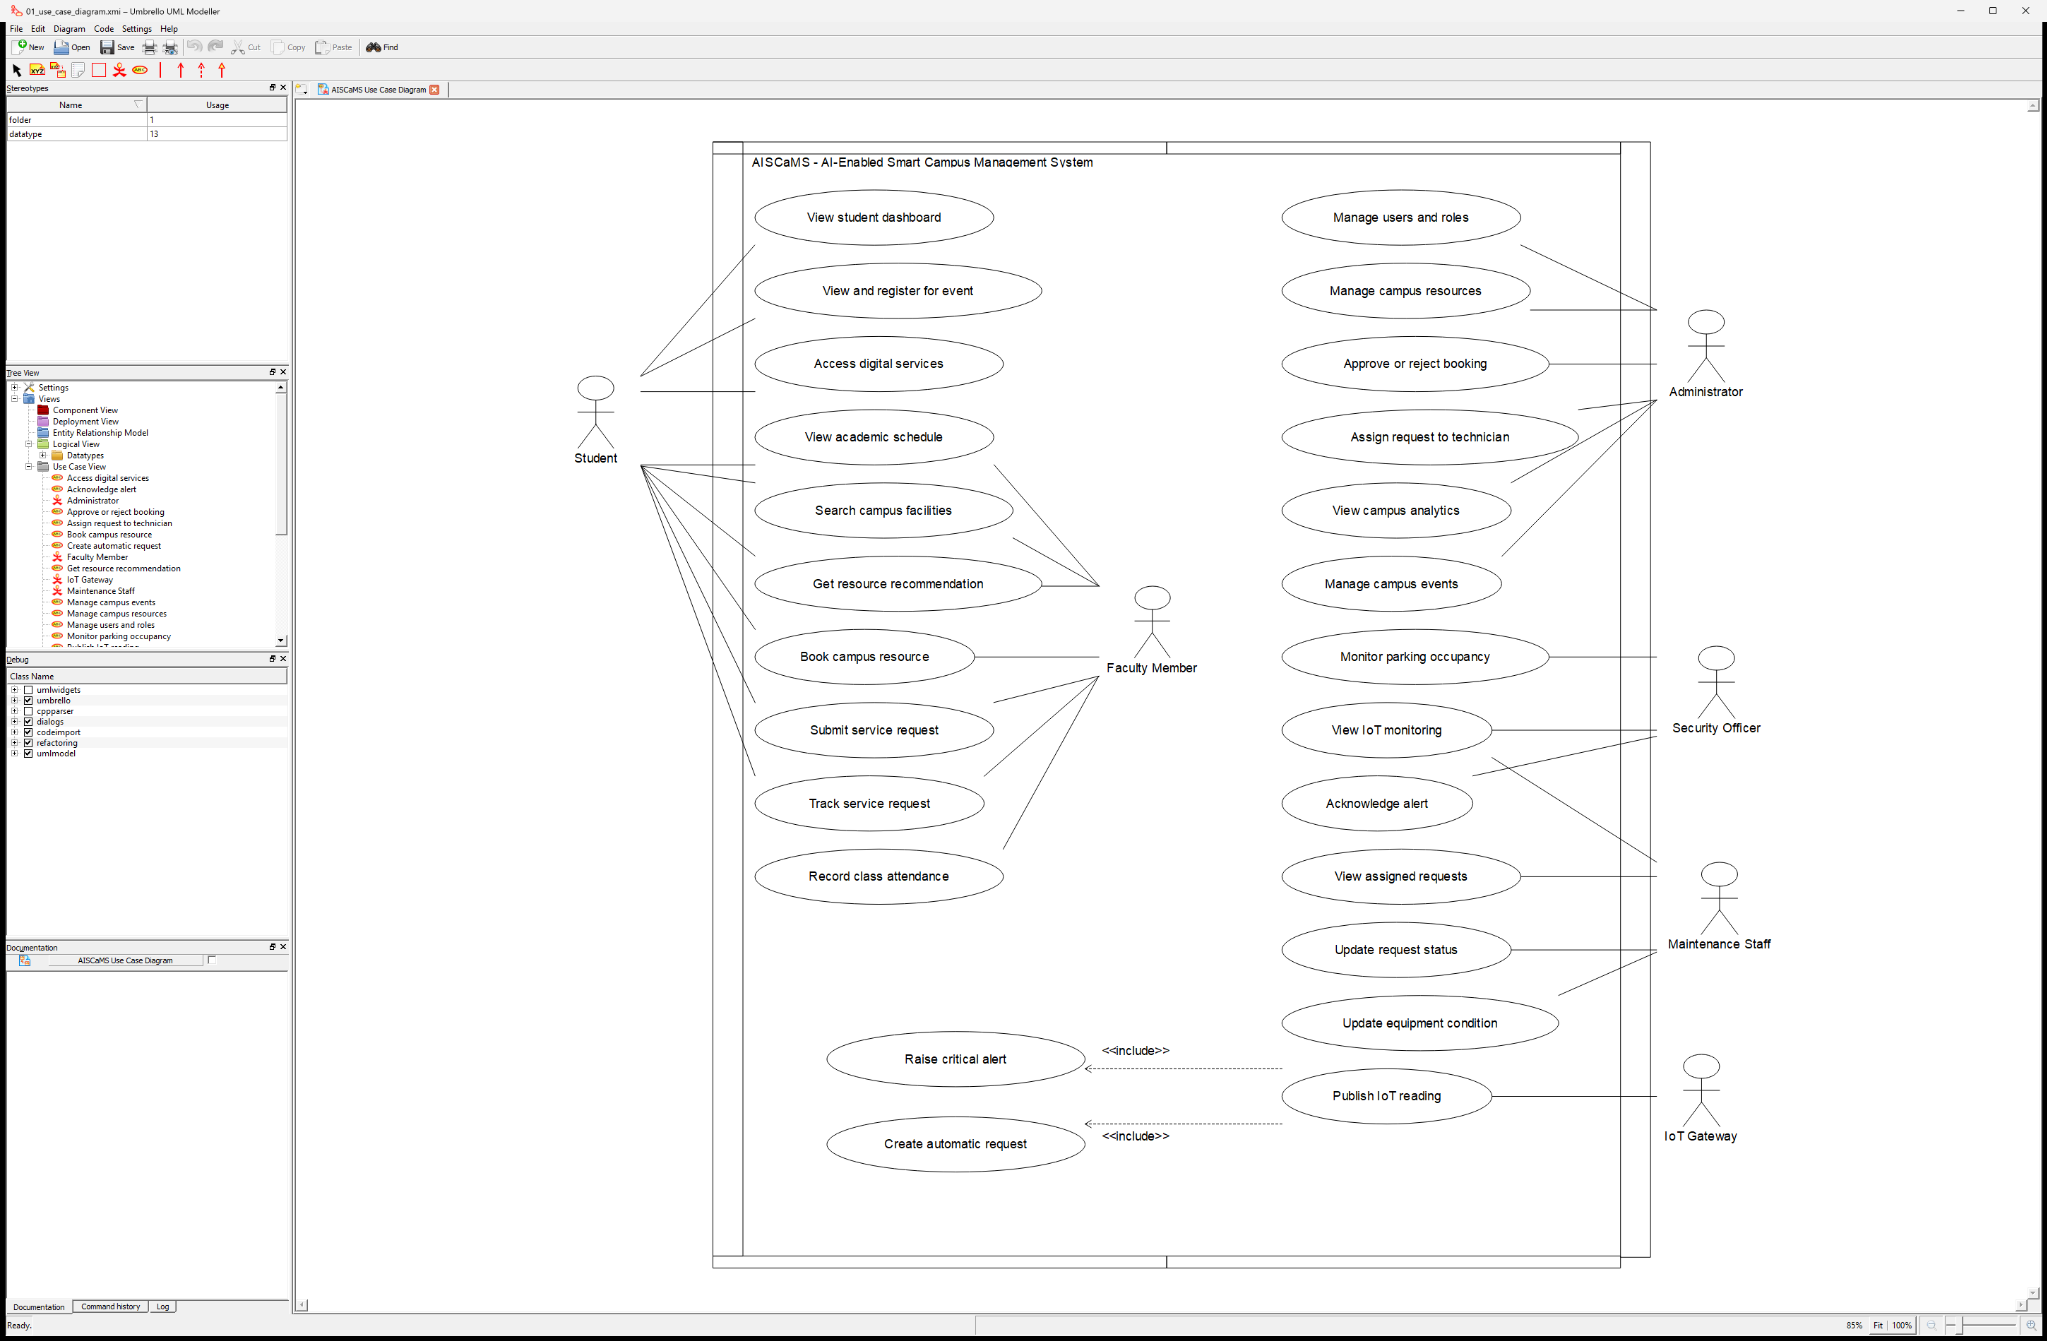 01_use_case_diagram.xmi – Umbrello UML Modeller
File Edit Diagram Code Settings Help
New Open Save Cut Copy Paste Find
Stereotypes
Name Usage
folder 1
datatype 13
Tree View
Settings
Views
Component View
Deployment View
Entity Relationship Model
Logical View
Datatypes
Use Case View
Access digital services
Acknowledge alert
Administrator
Approve or reject booking
Assign request to technician
Book campus resource
Create automatic request
Faculty Member
Get resource recommendation
IoT Gateway
Maintenance Staff
Manage campus events
Manage campus resources
Manage users and roles
Monitor parking occupancy
Debug
Class Name
umlwidgets
umbrello
cppparser
dialogs
codeimport
refactoring
umlmodel
Documentation
AISCaMS Use Case Diagram
Documentation Command history Log
Ready.
AISCaMS Use Case Diagram
AISCaMS - AI-Enabled Smart Campus Management System
View student dashboard
View and register for event
Access digital services
View academic schedule
Search campus facilities
Get resource recommendation
Book campus resource
Submit service request
Track service request
Record class attendance
Student
Faculty Member
Manage users and roles
Manage campus resources
Approve or reject booking
Assign request to technician
View campus analytics
Manage campus events
Monitor parking occupancy
View IoT monitoring
Acknowledge alert
View assigned requests
Update request status
Update equipment condition
Publish IoT reading
Raise critical alert
<<include>>
Create automatic request
<<include>>
Administrator
Security Officer
Maintenance Staff
IoT Gateway
85% Fit 100%